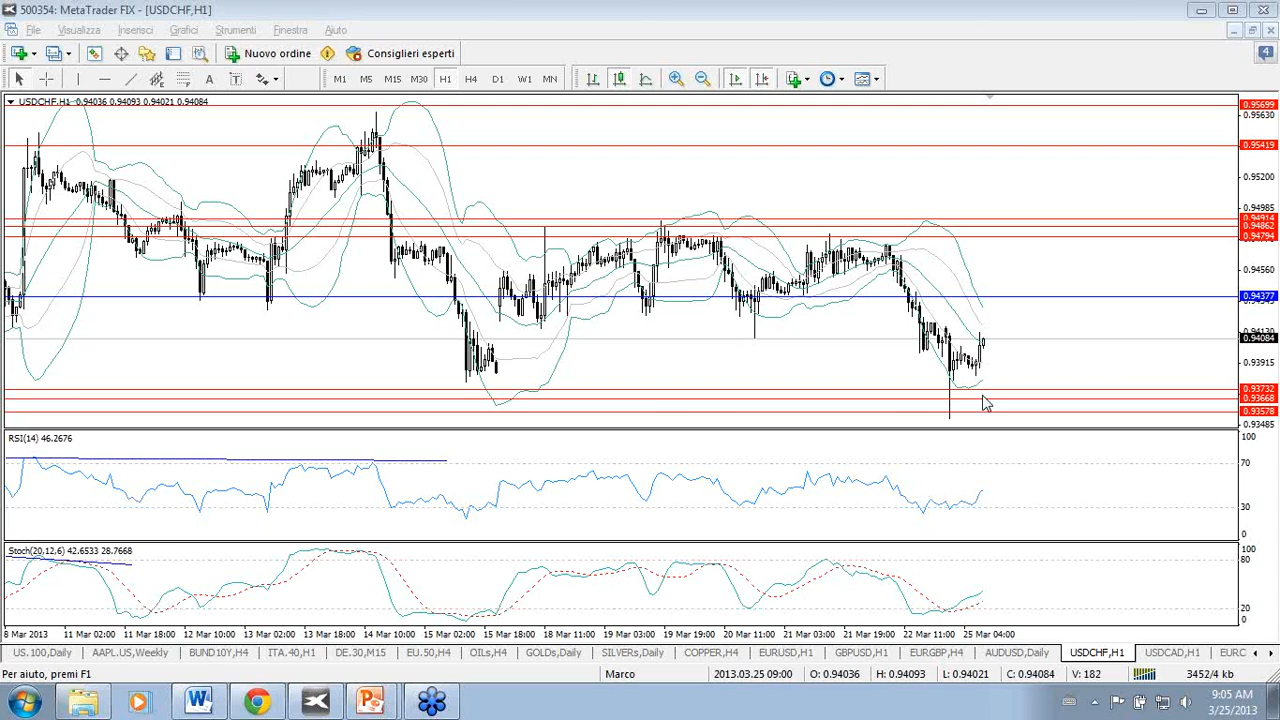 500354: MetaTrader FIX - [USDCHF,H1]
File Visualizza Inserisci Grafici Strumenti Finestra Aiuto
Nuovo ordine Consiglieri esperti 4
A T M1 M5 M15 M30 H1 H4 D1 W1 MN
USDCHF,H1 0.94036 0.94093 0.94021 0.94084
0.95699
0.95630
0.95419
0.95200
0.94985
0.94914
0.94862
0.94794
0.94560
0.94377
0.94130
0.94084
0.93915
0.93732
0.93668
0.93578
0.93485
RSI(14) 46.2676
100
70
30
0
Stoch(20,12,6) 42.6533 28.7668
100
80
20
0
8 Mar 2013 11 Mar 02:00 11 Mar 18:00 12 Mar 10:00 13 Mar 02:00 13 Mar 18:00 14 Mar 10:00 15 Mar 02:00 15 Mar 18:00 18 Mar 11:00 19 Mar 03:00 19 Mar 19:00 20 Mar 11:00 21 Mar 03:00 21 Mar 19:00 22 Mar 11:00 25 Mar 04:00
US.100,Daily AAPL.US,Weekly BUND10Y,H4 ITA.40,H1 DE.30,M15 EU.50,H4 OILs,H4 GOLDs,Daily SILVERs,Daily COPPER,H4 EURUSD,H1 GBPUSD,H1 EURGBP,H4 AUDUSD,Daily USDCHF,H1 USDCAD,H1 EURC
Per aiuto, premi F1 Marco 2013.03.25 09:00 O: 0.94036 H: 0.94093 L: 0.94021 C: 0.94084 V: 182 3452/4 kb
9:05 AM
3/25/2013